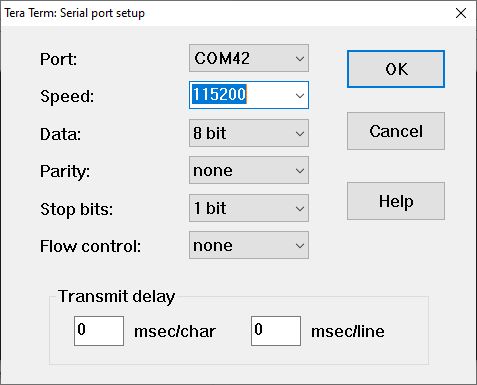 Tera Term: Serial port setup
Port: COM42 OK
Speed: 115200
Data: 8 bit Cancel
Parity: none
Stop bits: 1 bit Help
Flow control: none
Transmit delay
0 msec/char 0 msec/line